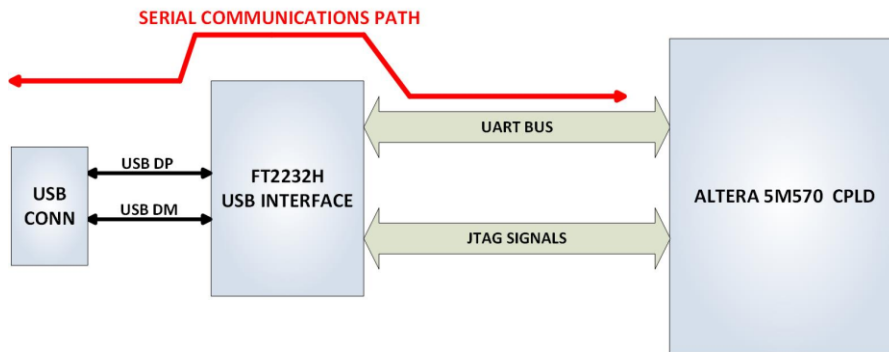 SERIAL COMMUNICATIONS PATH
UART BUS
USB DP
FT2232H
USB INTERFACE
USB
CONN
ALTERA 5M570 CPLD
USB DM
JTAG SIGNALS